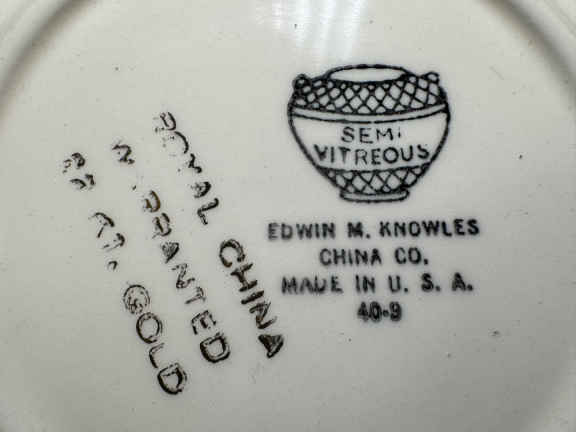 SEMI
VITREOUS
EDWIN M. KNOWLES
CHINA CO.
MADE IN U. S. A.
40-9
ROYAL CHINA
WARRANTED
22 KT. GOLD